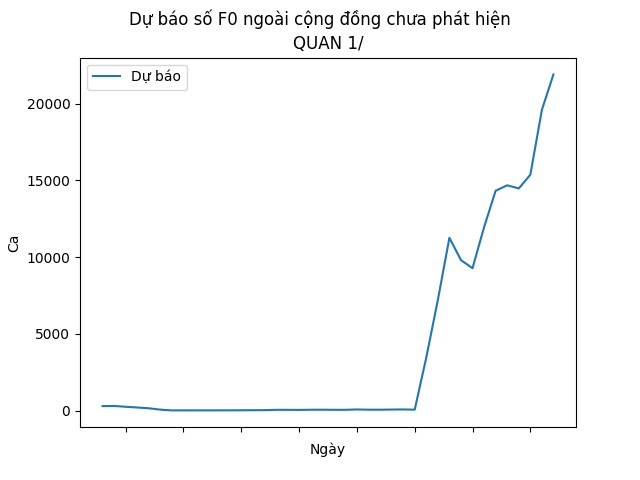 Dự báo số F0 ngoài cộng đồng chưa phát hiện
QUAN 1/
Dự báo
20000
15000
10000
5000
0
Ca
Ngày